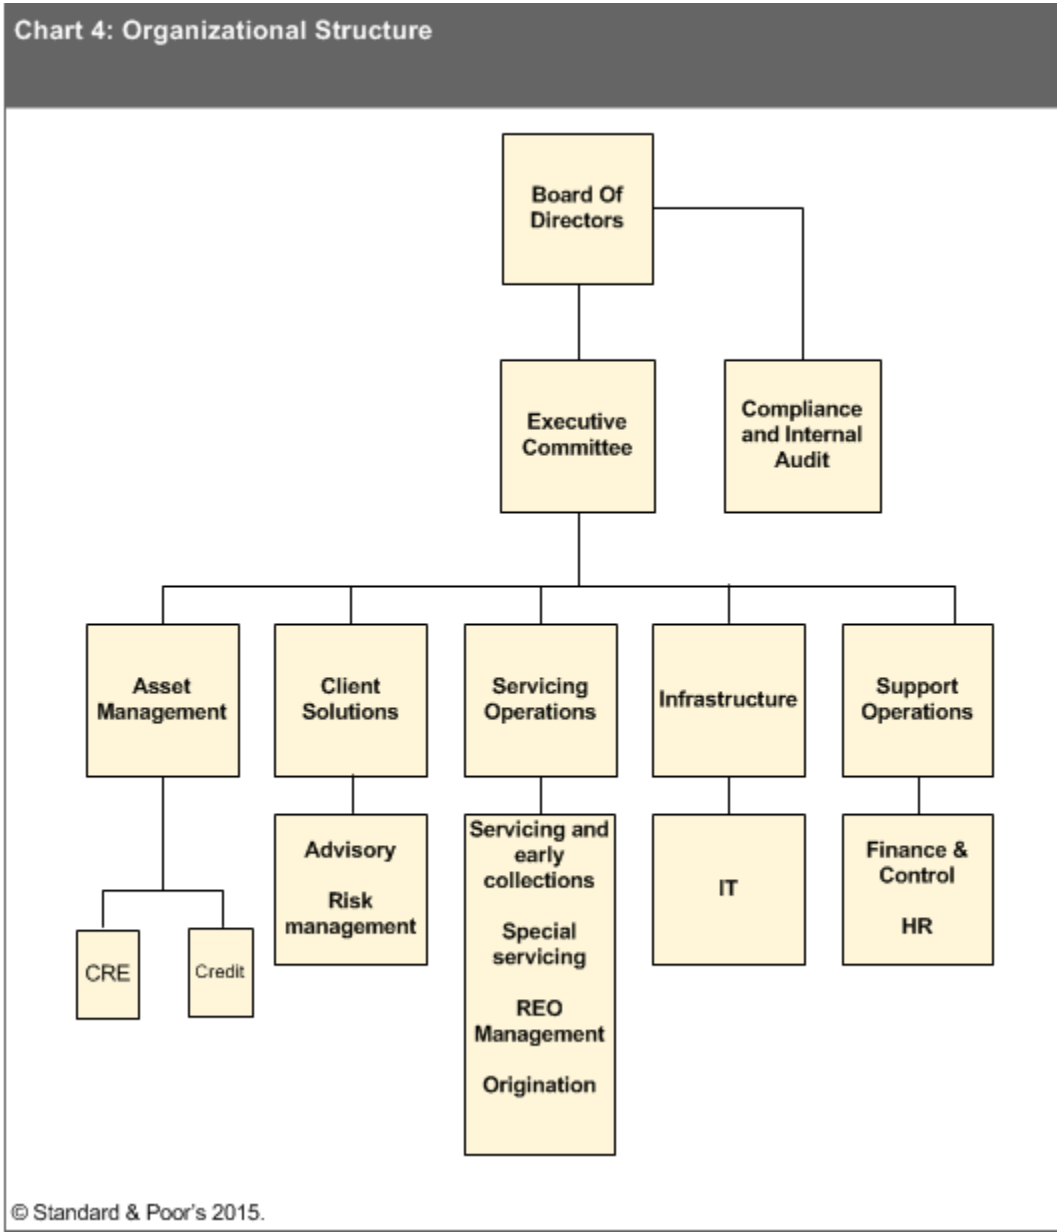 Chart 4: Organizational Structure
Board Of
Directors
Executive
Committee
Compliance
and Internal
Audit
Asset
Management
Client
Solutions
Servicing
Operations
Infrastructure
Support
Operations
CRE
Credit
Advisory
Risk
management
Servicing and
early
collections
Special
servicing
REO
Management
Origination
IT
Finance &
Control
HR
© Standard & Poor's 2015.